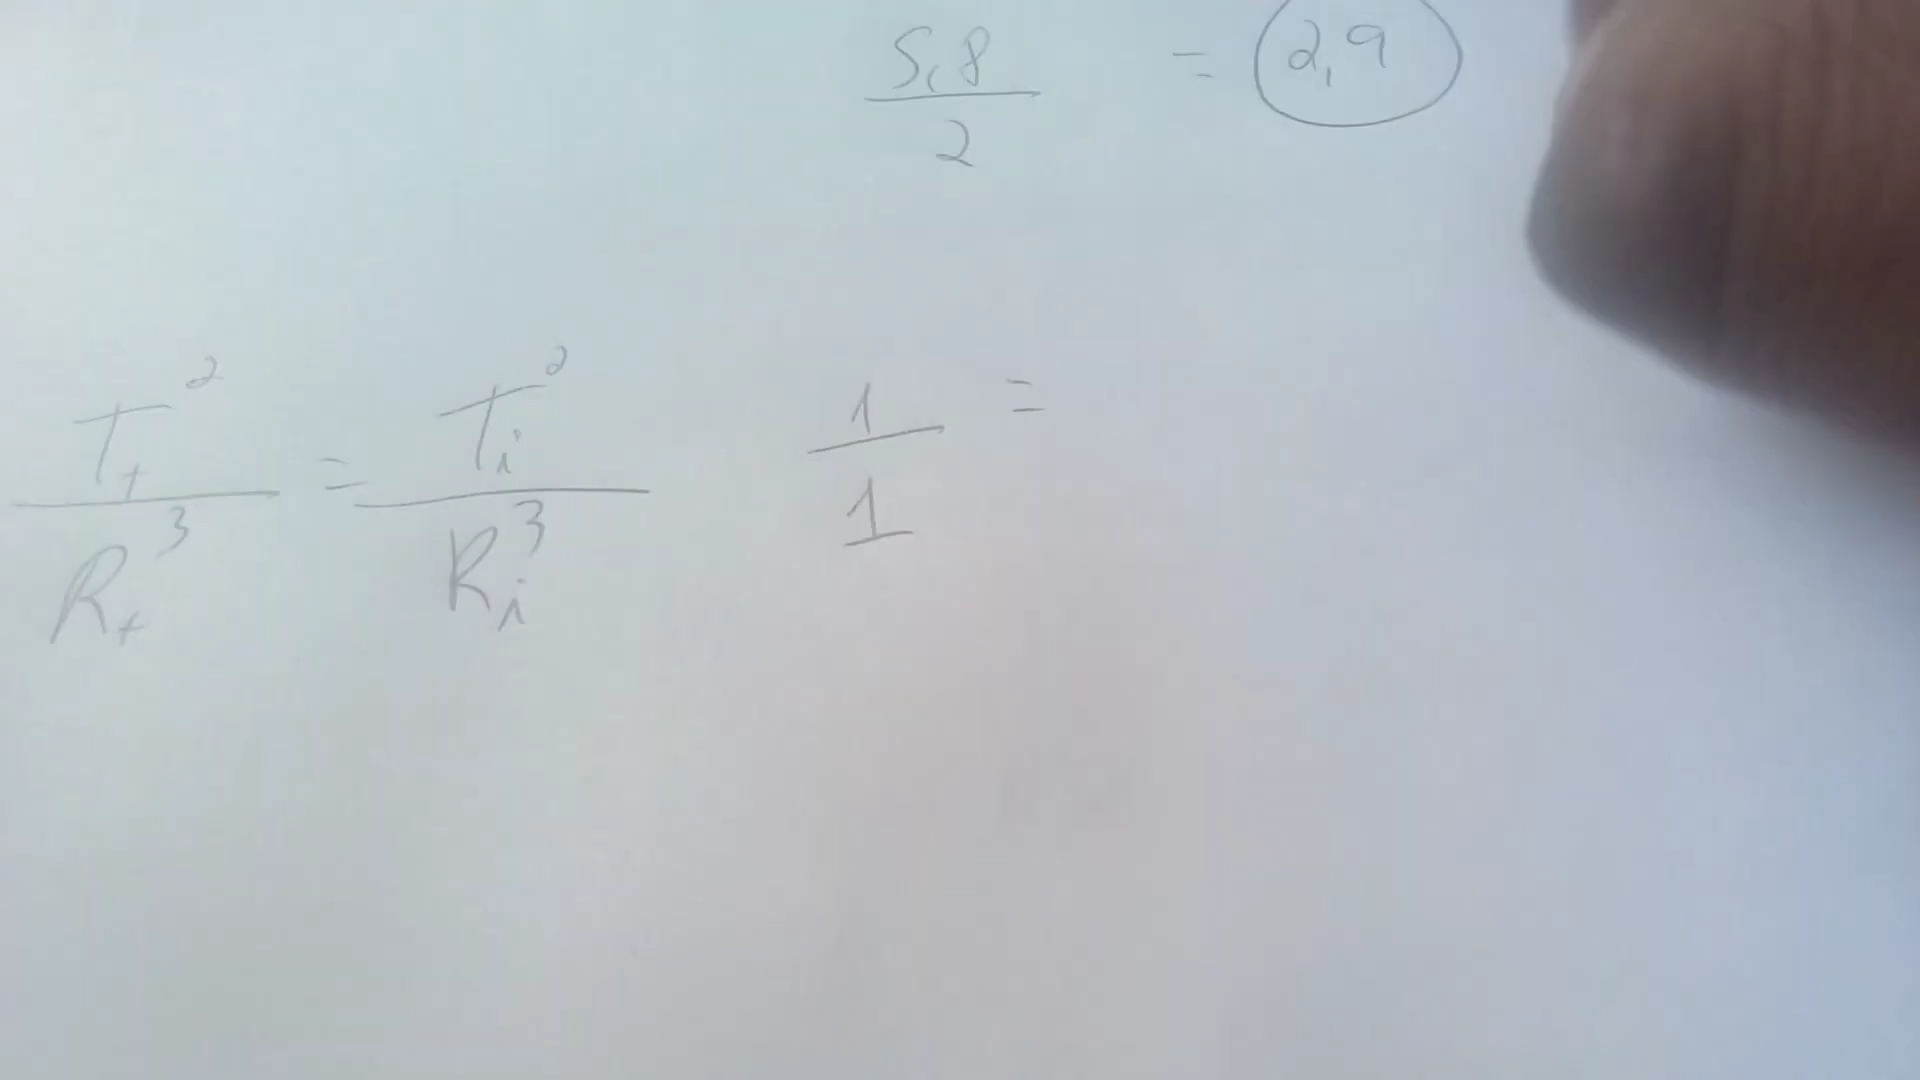 5,8 / 2 = 2,9
T_t^2 / R_t^3 = T_i^2 / R_i^3   1 / 1 =